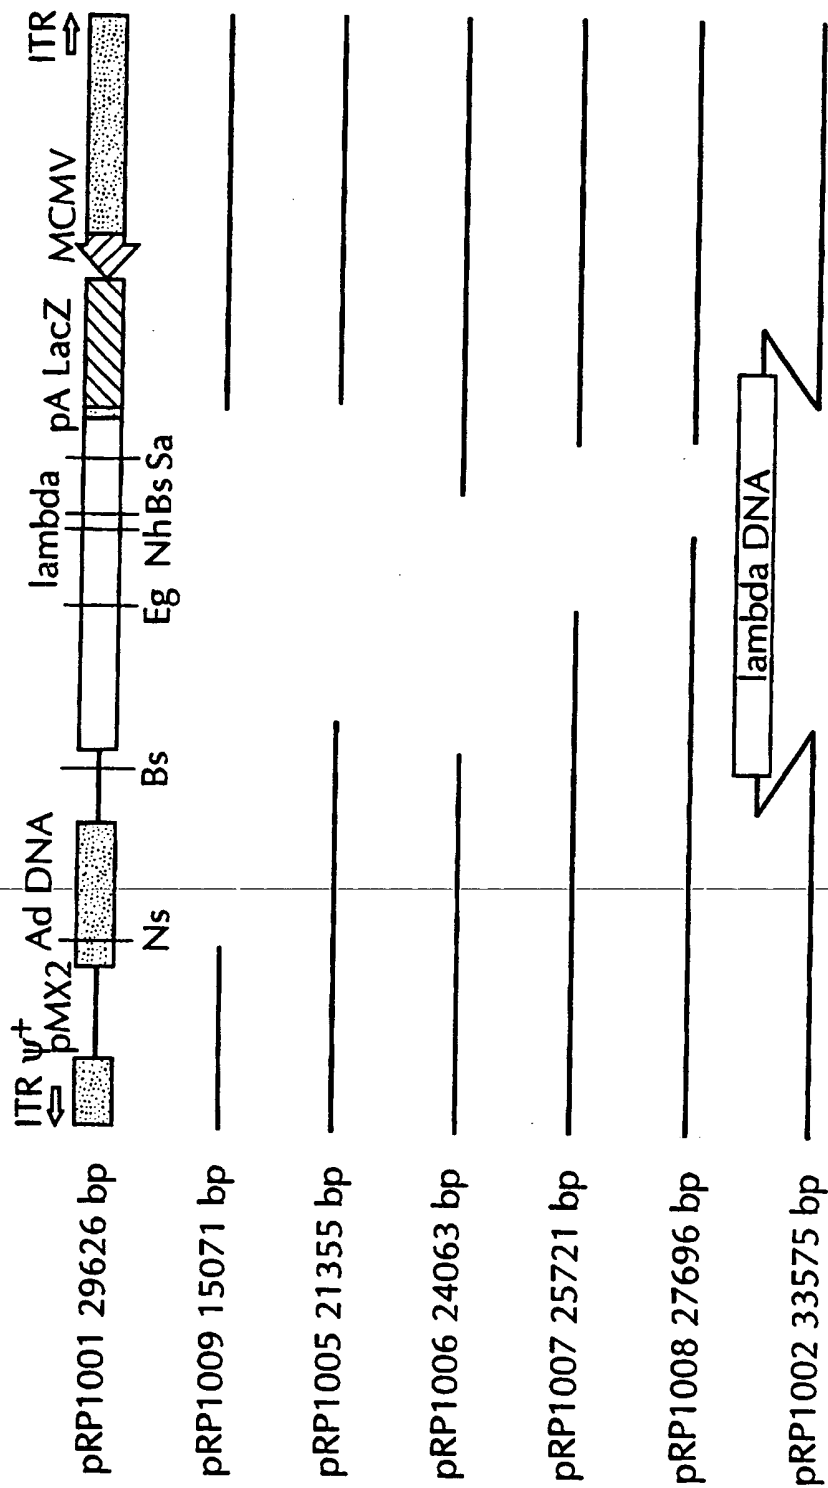 ITR ψ+ Ad DNA lambda pA LacZ MCMV ITR
pMX2
pRP1001 29626 bp
Ns Bs Eg Nh Bs Sa
pRP1009 15071 bp
pRP1005 21355 bp
pRP1006 24063 bp
pRP1007 25721 bp
pRP1008 27696 bp
lambda DNA
pRP1002 33575 bp